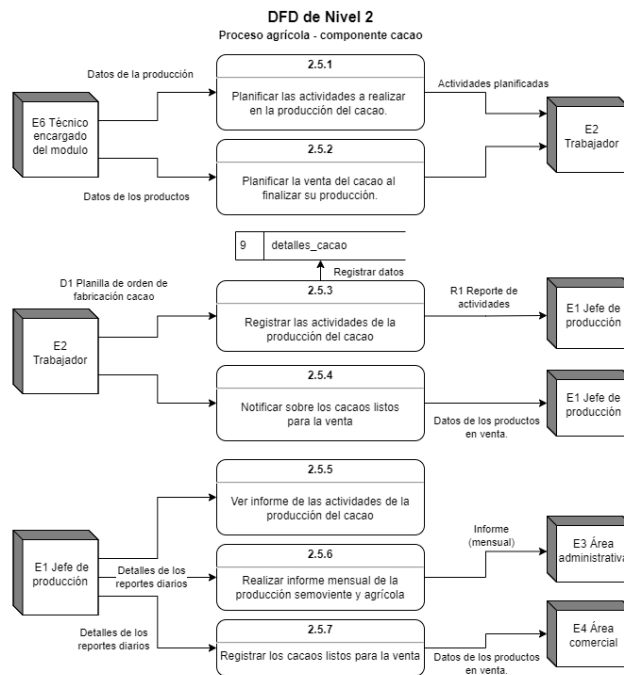 DFD de Nivel 2
Proceso agrícola - componente cacao
2.5.1
Datos de la producción
Planificar las actividades a realizar
en la producción del cacao.
Actividades planificadas
E6 Técnico
encargado
del modulo
E2
Trabajador
2.5.2
Planificar la venta del cacao al
finalizar su producción.
Datos de los productos
9 detalles_cacao
Registrar datos
D1 Planilla de orden de
fabricación cacao
2.5.3
Registrar las actividades de la
producción del cacao
R1 Reporte de
actividades
E1 Jefe de
producción
E2
Trabajador
2.5.4
Notificar sobre los cacaos listos
para la venta
E1 Jefe de
producción
Datos de los productos
en venta.
2.5.5
Ver informe de las actividades de la
producción del cacao
E1 Jefe de
producción
Detalles de los
reportes diarios
2.5.6
Realizar informe mensual de la
producción semoviente y agrícola
Informe
(mensual)
E3 Área
administrativa
Detalles de los
reportes diarios
2.5.7
Registrar los cacaos listos para la venta
Datos de los productos
en venta.
E4 Área
comercial